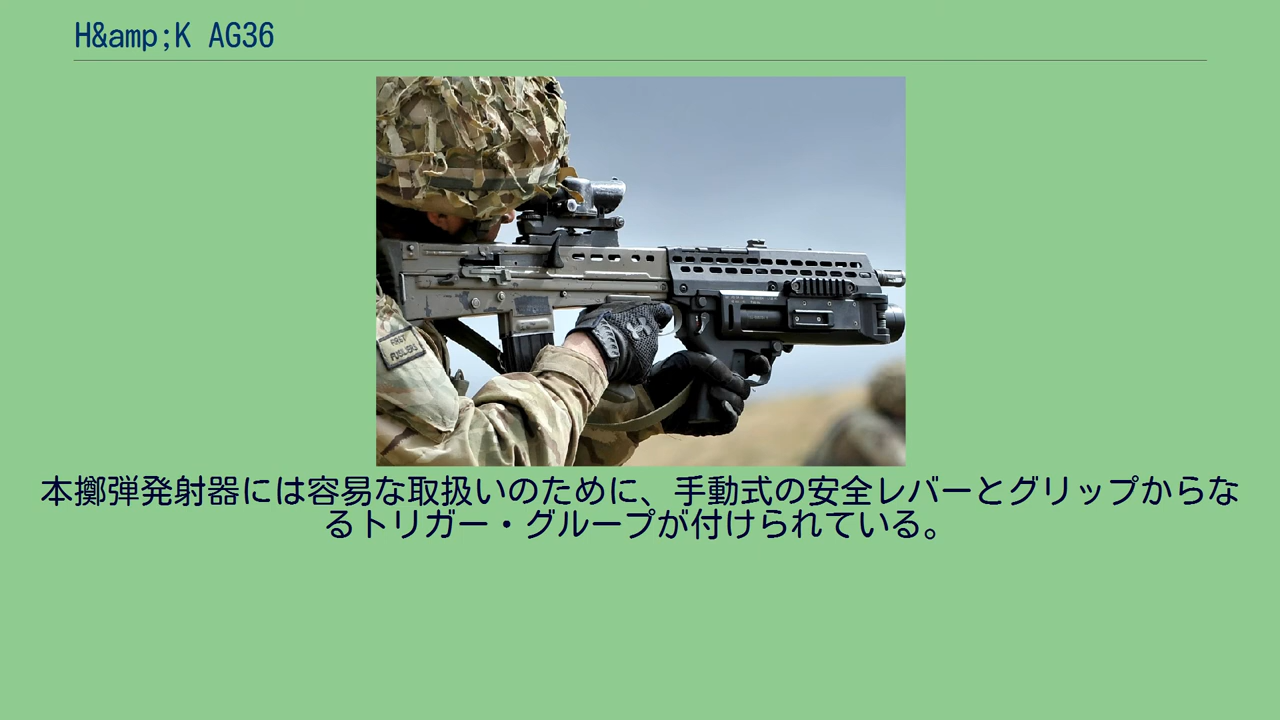 H&amp;K AG36
本擲弾発射器には容易な取扱いのために、手動式の安全レバーとグリップからな
るトリガー・グループが付けられている。